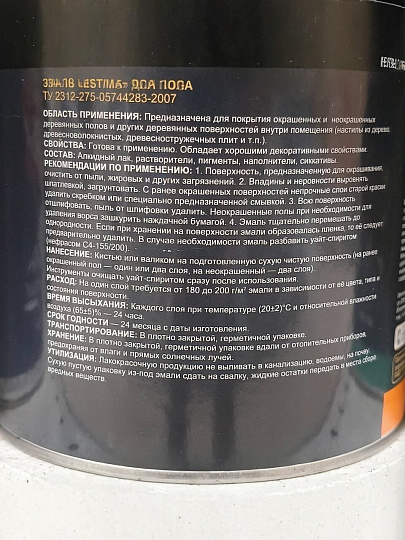 ЭМАЛЬ «ESTIMA» ДЛЯ ПОЛА
ТУ 2312-275-05744283-2007
ОБЛАСТЬ ПРИМЕНЕНИЯ: Предназначена для покрытия окрашенных и неокрашенных
деревянных полов и других деревянных поверхностей внутри помещения (настилы из дерева,
древесноволокнистых, древесностружечных плит и т.п.).
СВОЙСТВА: Готова к применению. Обладает хорошими декоративными свойствами.
СОСТАВ: Алкидный лак, растворители, пигменты, наполнители, сиккативы.
РЕКОМЕНДАЦИИ ПО ПРИМЕНЕНИЮ: 1. Поверхность, предназначенную для окрашивания,
очистить от пыли, жировых и других загрязнений. 2. Впадины и неровности выровнять
шпатлевкой, загрунтовать. С ранее окрашенных поверхностей непрочные слои старой краски
удалить скребком или специально предназначенной смывкой. 3. Всю поверхность
отшлифовать, пыль от шлифовки удалить. Неокрашенные полы при необходимости для
удаления ворса зашкурить наждачной бумагой. 4. Эмаль тщательно перемешать до
однородности. Если при хранении на поверхности эмали образовалась пленка, то её следует
предварительно удалить. В случае необходимости эмаль разбавить уайт-спиритом
(нефрасом С4-155/200).
НАНЕСЕНИЕ: Кистью или валиком на подготовленную сухую чистую поверхность (на ранее
окрашенный пол — один или два слоя, на неокрашенный — два слоя).
Инструменты очищать уайт-спиритом сразу после использования
РАСХОД: На один слой требуется от 180 до 200 г/м² эмали в зависимости от её цвета, типа и
состояния поверхности.
ВРЕМЯ ВЫСЫХАНИЯ: Каждого слоя при температуре (20±2)°С и относительной влажности
воздуха (65±5)% — 24 часа.
СРОК ГОДНОСТИ — 24 месяца с даты изготовления.
ТРАНСПОРТИРОВАНИЕ: В плотно закрытой, герметичной упаковке.
ХРАНЕНИЕ: В плотно закрытой, герметичной упаковке вдали от отопительных приборов,
предохраняя от влаги и прямых солнечных лучей.
УТИЛИЗАЦИЯ: Лакокрасочную продукцию не выливать в канализацию, водоемы, на почву.
Сухую пустую упаковку из-под эмали сдать на свалку, жидкие остатки передать в места сбора
вредных веществ.